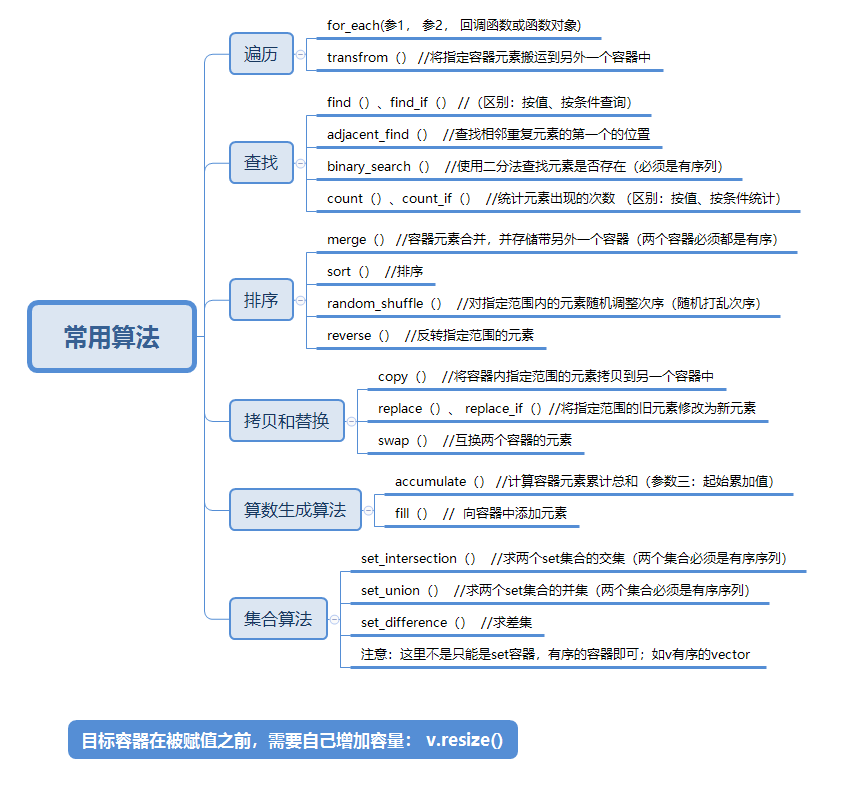 常用算法
遍历
for_each(参1， 参2， 回调函数或函数对象)
transfrom（） //将指定容器元素搬运到另外一个容器中
查找
find（）、find_if（） //（区别：按值、按条件查询）
adjacent_find（） //查找相邻重复元素的第一个的位置
binary_search（） //使用二分法查找元素是否存在（必须是有序列）
count（）、count_if（） //统计元素出现的次数 （区别：按值、按条件统计）
排序
merge（） //容器元素合并，并存储带另外一个容器（两个容器必须都是有序）
sort（） //排序
random_shuffle（） //对指定范围内的元素随机调整次序（随机打乱次序）
reverse（） //反转指定范围的元素
拷贝和替换
copy（） //将容器内指定范围的元素拷贝到另一个容器中
replace（）、 replace_if（）//将指定范围的旧元素修改为新元素
swap（） //互换两个容器的元素
算数生成算法
accumulate（） //计算容器元素累计总和（参数三：起始累加值）
fill（） // 向容器中添加元素
集合算法
set_intersection（） //求两个set集合的交集（两个集合必须是有序序列）
set_union（） //求两个set集合的并集（两个集合必须是有序序列）
set_difference（） //求差集
注意：这里不是只能是set容器，有序的容器即可；如v有序的vector
目标容器在被赋值之前，需要自己增加容量： v.resize()